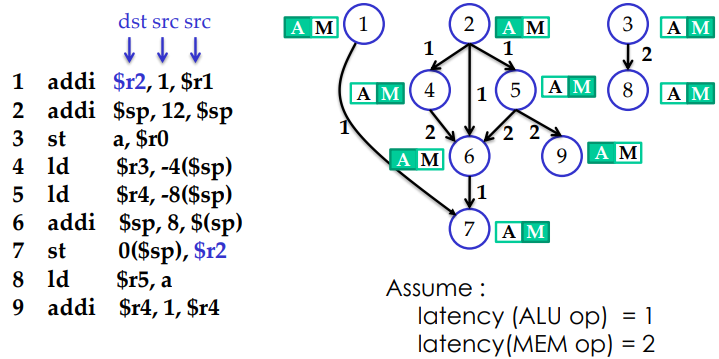 dst src src
1 addi $r2, 1, $r1
2 addi $sp, 12, $sp
3 st a, $r0
4 ld $r3, -4($sp)
5 ld $r4, -8($sp)
6 addi $sp, 8, $(sp)
7 st 0($sp), $r2
8 ld $r5, a
9 addi $r4, 1, $r4
A M 1 2 A M 3 A M
1 1 2
A M 4 1 5 A M 8 A M
1 2 2 2
A M 6 9 A M
1
7 A M
Assume :
latency (ALU op) = 1
latency(MEM op) = 2